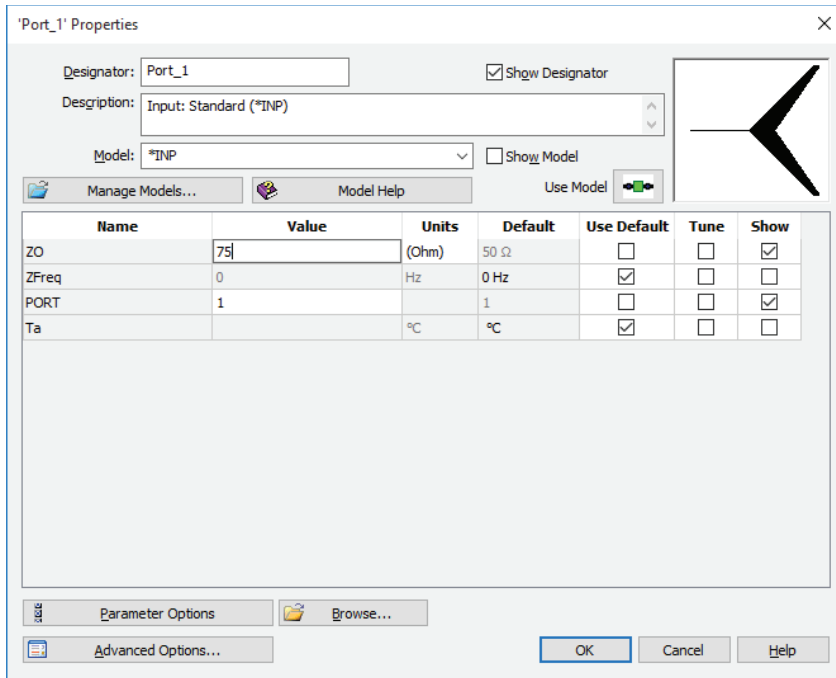 'Port_1' Properties
Designator: Port_1
Show Designator
Description: Input: Standard (*INP)
Model: *INP
Show Model
Manage Models...
Model Help
Use Model
Name Value Units Default Use Default Tune Show
ZO 75 (Ohm) 50 Ω
ZFreq 0 Hz 0 Hz
PORT 1 1
Ta °C °C
Parameter Options
Browse...
Advanced Options...
OK
Cancel
Help